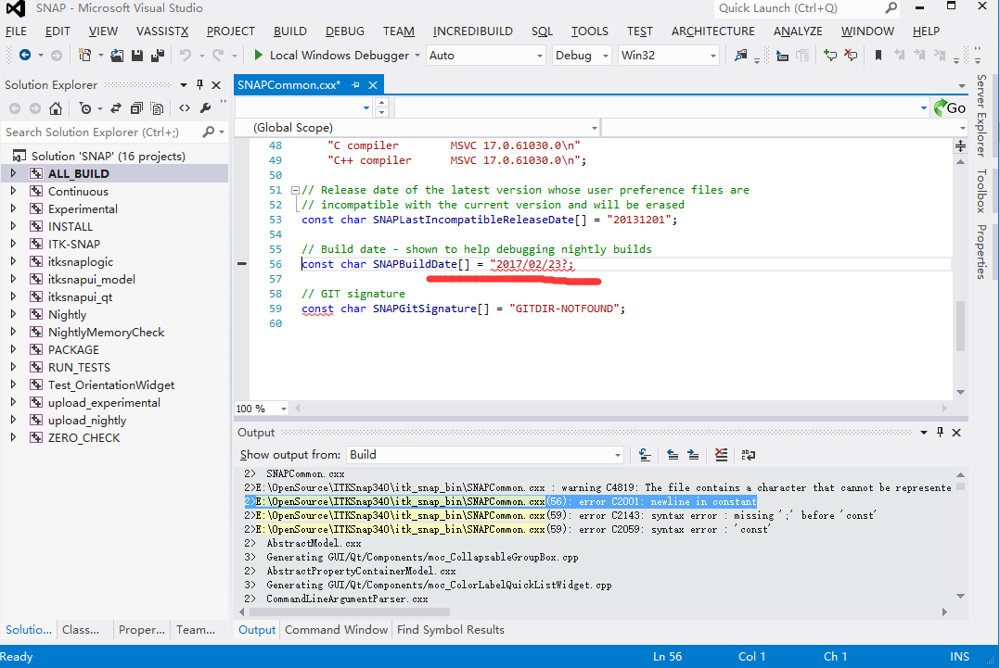 SNAP - Microsoft Visual Studio
Quick Launch (Ctrl+Q)
FILE EDIT VIEW VASSISTX PROJECT BUILD DEBUG TEAM INCREDIBUILD SQL TOOLS TEST ARCHITECTURE ANALYZE WINDOW HELP
Local Windows Debugger Auto Debug Win32
Solution Explorer
Search Solution Explorer (Ctrl+;)
Solution 'SNAP' (16 projects)
ALL_BUILD
Continuous
Experimental
INSTALL
ITK-SNAP
itksnaplogic
itksnapui_model
itksnapui_qt
Nightly
NightlyMemoryCheck
PACKAGE
RUN_TESTS
Test_OrientationWidget
upload_experimental
upload_nightly
ZERO_CHECK
Soluti... Class... Proper... Team...
SNAPCommon.cxx*
Go
(Global Scope)
48 "C compiler MSVC 17.0.61030.0\n"
49 "C++ compiler MSVC 17.0.61030.0\n";
50
51 // Release date of the latest version whose user preference files are
52 // incompatible with the current version and will be erased
53 const char SNAPLastIncompatibleReleaseDate[] = "20131201";
54
55 // Build date - shown to help debugging nightly builds
56 const char SNAPBuildDate[] = "2017/02/23?;
57
58 // GIT signature
59 const char SNAPGitSignature[] = "GITDIR-NOTFOUND";
60
100 %
Output
Show output from: Build
2> SNAPCommon.cxx
2>E:\OpenSource\ITKSnap340\itk_snap_bin\SNAPCommon.cxx : warning C4819: The file contains a character that cannot be represente
2>E:\OpenSource\ITKSnap340\itk_snap_bin\SNAPCommon.cxx(56): error C2001: newline in constant
2>E:\OpenSource\ITKSnap340\itk_snap_bin\SNAPCommon.cxx(59): error C2143: syntax error : missing ';' before 'const'
2>E:\OpenSource\ITKSnap340\itk_snap_bin\SNAPCommon.cxx(59): error C2059: syntax error : 'const'
2> AbstractModel.cxx
3> Generating GUI/Qt/Components/moc_CollapsableGroupBox.cpp
2> AbstractPropertyContainerModel.cxx
3> Generating GUI/Qt/Components/moc_ColorLabelQuickListWidget.cpp
2> CommandLineArgumentParser.cxx
Output Command Window Find Symbol Results
Server Explorer
Toolbox
Properties
Ready Ln 56 Col 1 Ch 1 INS